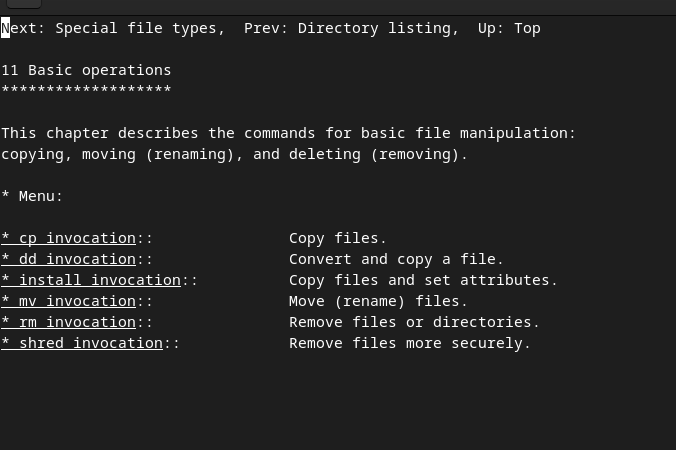 Next: Special file types,  Prev: Directory listing,  Up: Top
11 Basic operations
*******************
This chapter describes the commands for basic file manipulation:
copying, moving (renaming), and deleting (removing).
* Menu:
* cp invocation::               Copy files.
* dd invocation::               Convert and copy a file.
* install invocation::          Copy files and set attributes.
* mv invocation::               Move (rename) files.
* rm invocation::               Remove files or directories.
* shred invocation::            Remove files more securely.